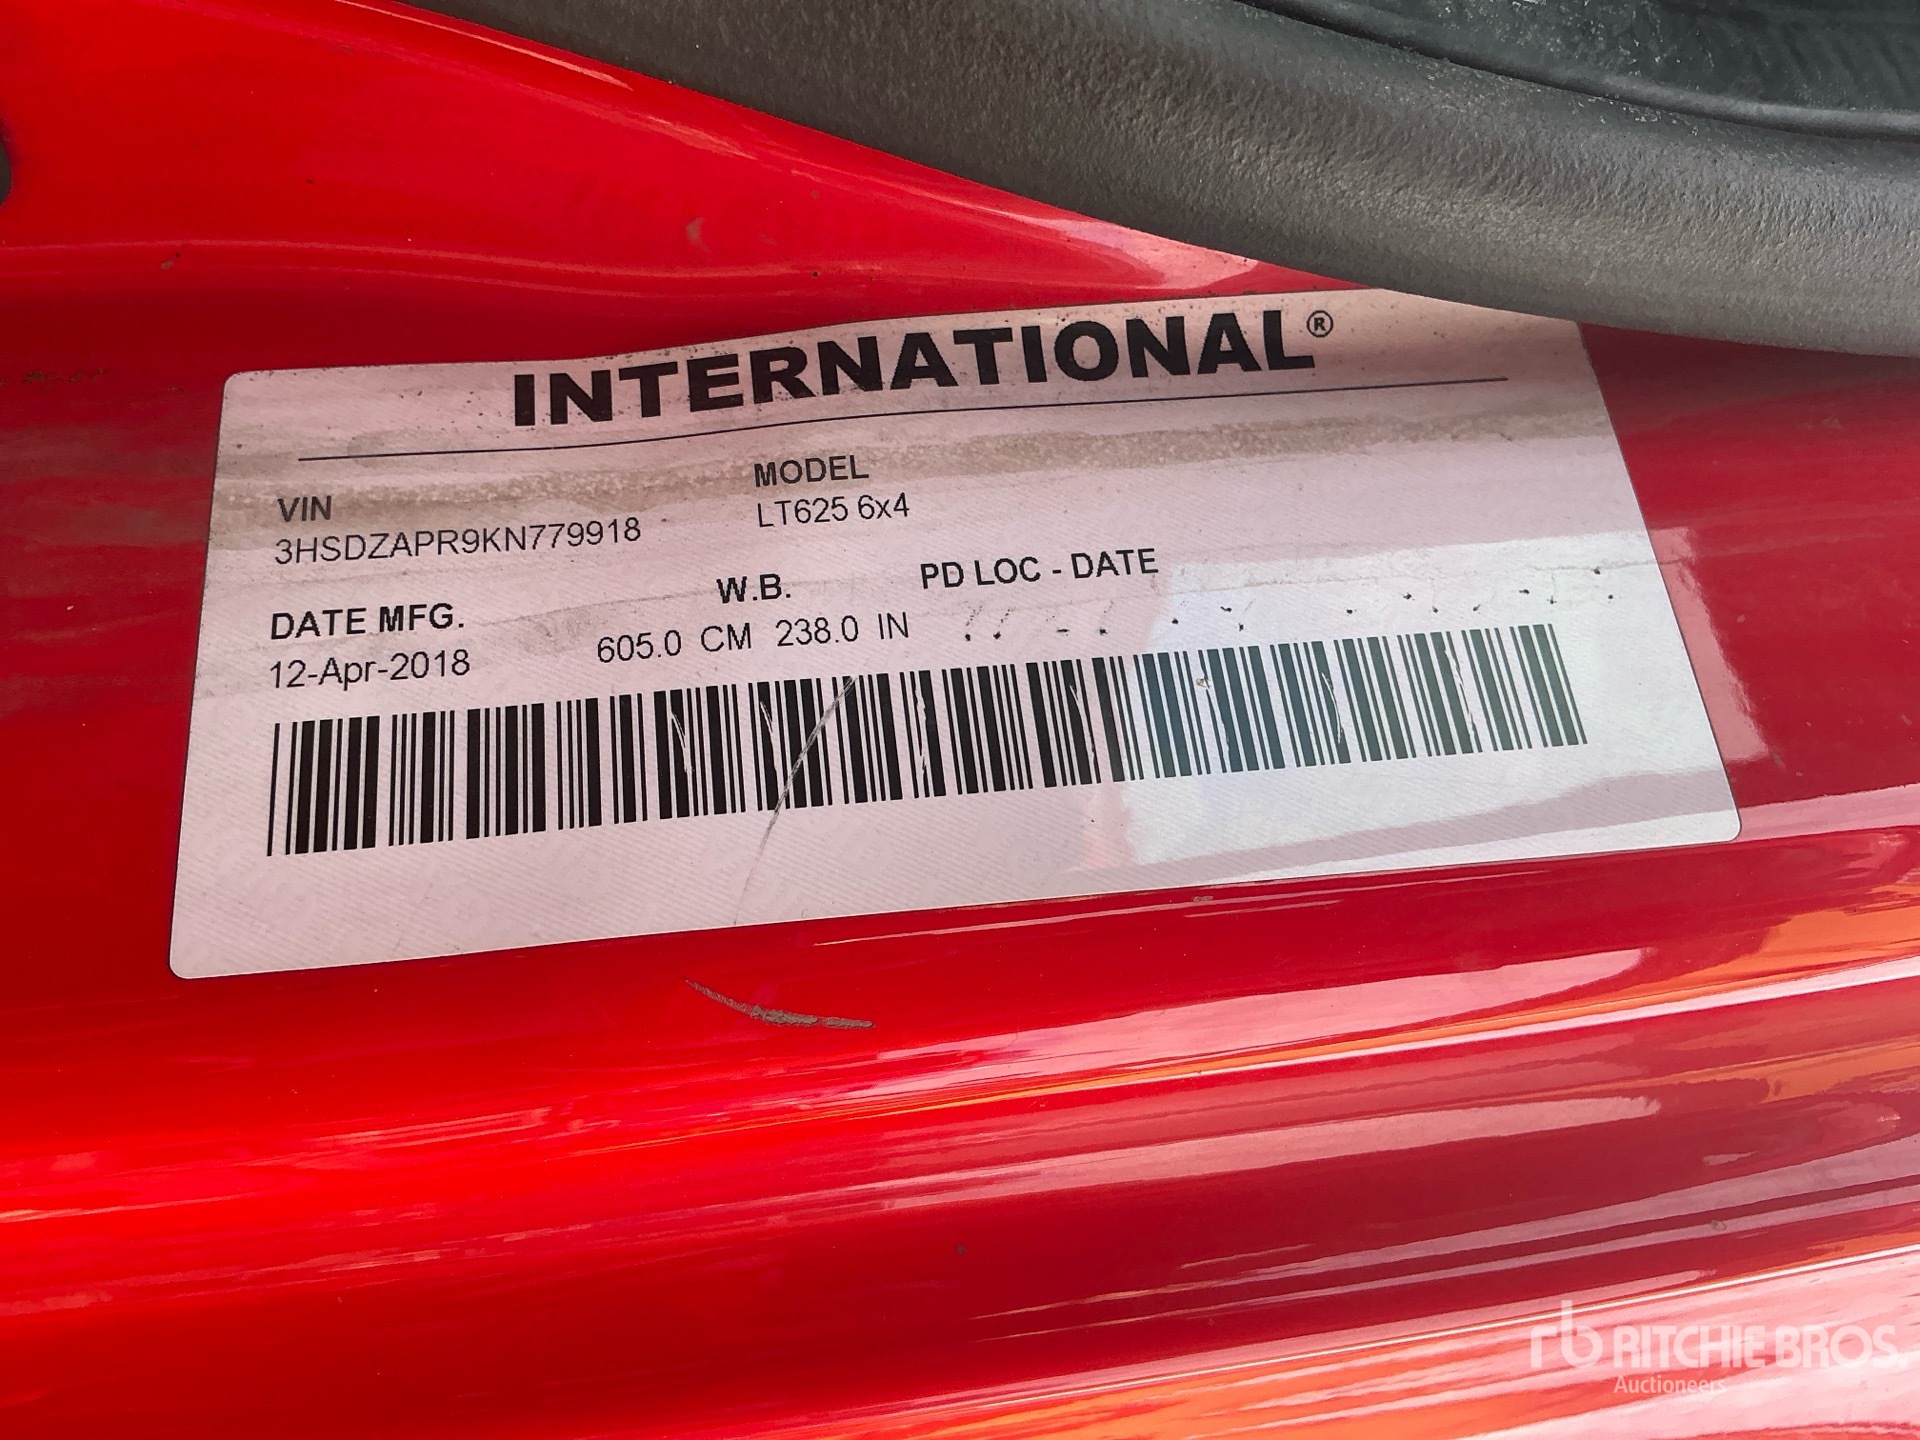 INTERNATIONAL®
VIN
3HSDZAPR9KN779918
MODEL
LT625 6x4
DATE MFG.
12-Apr-2018
W.B.
605.0 CM 238.0 IN
PD LOC - DATE
rb RITCHIE BROS.
Auctioneers